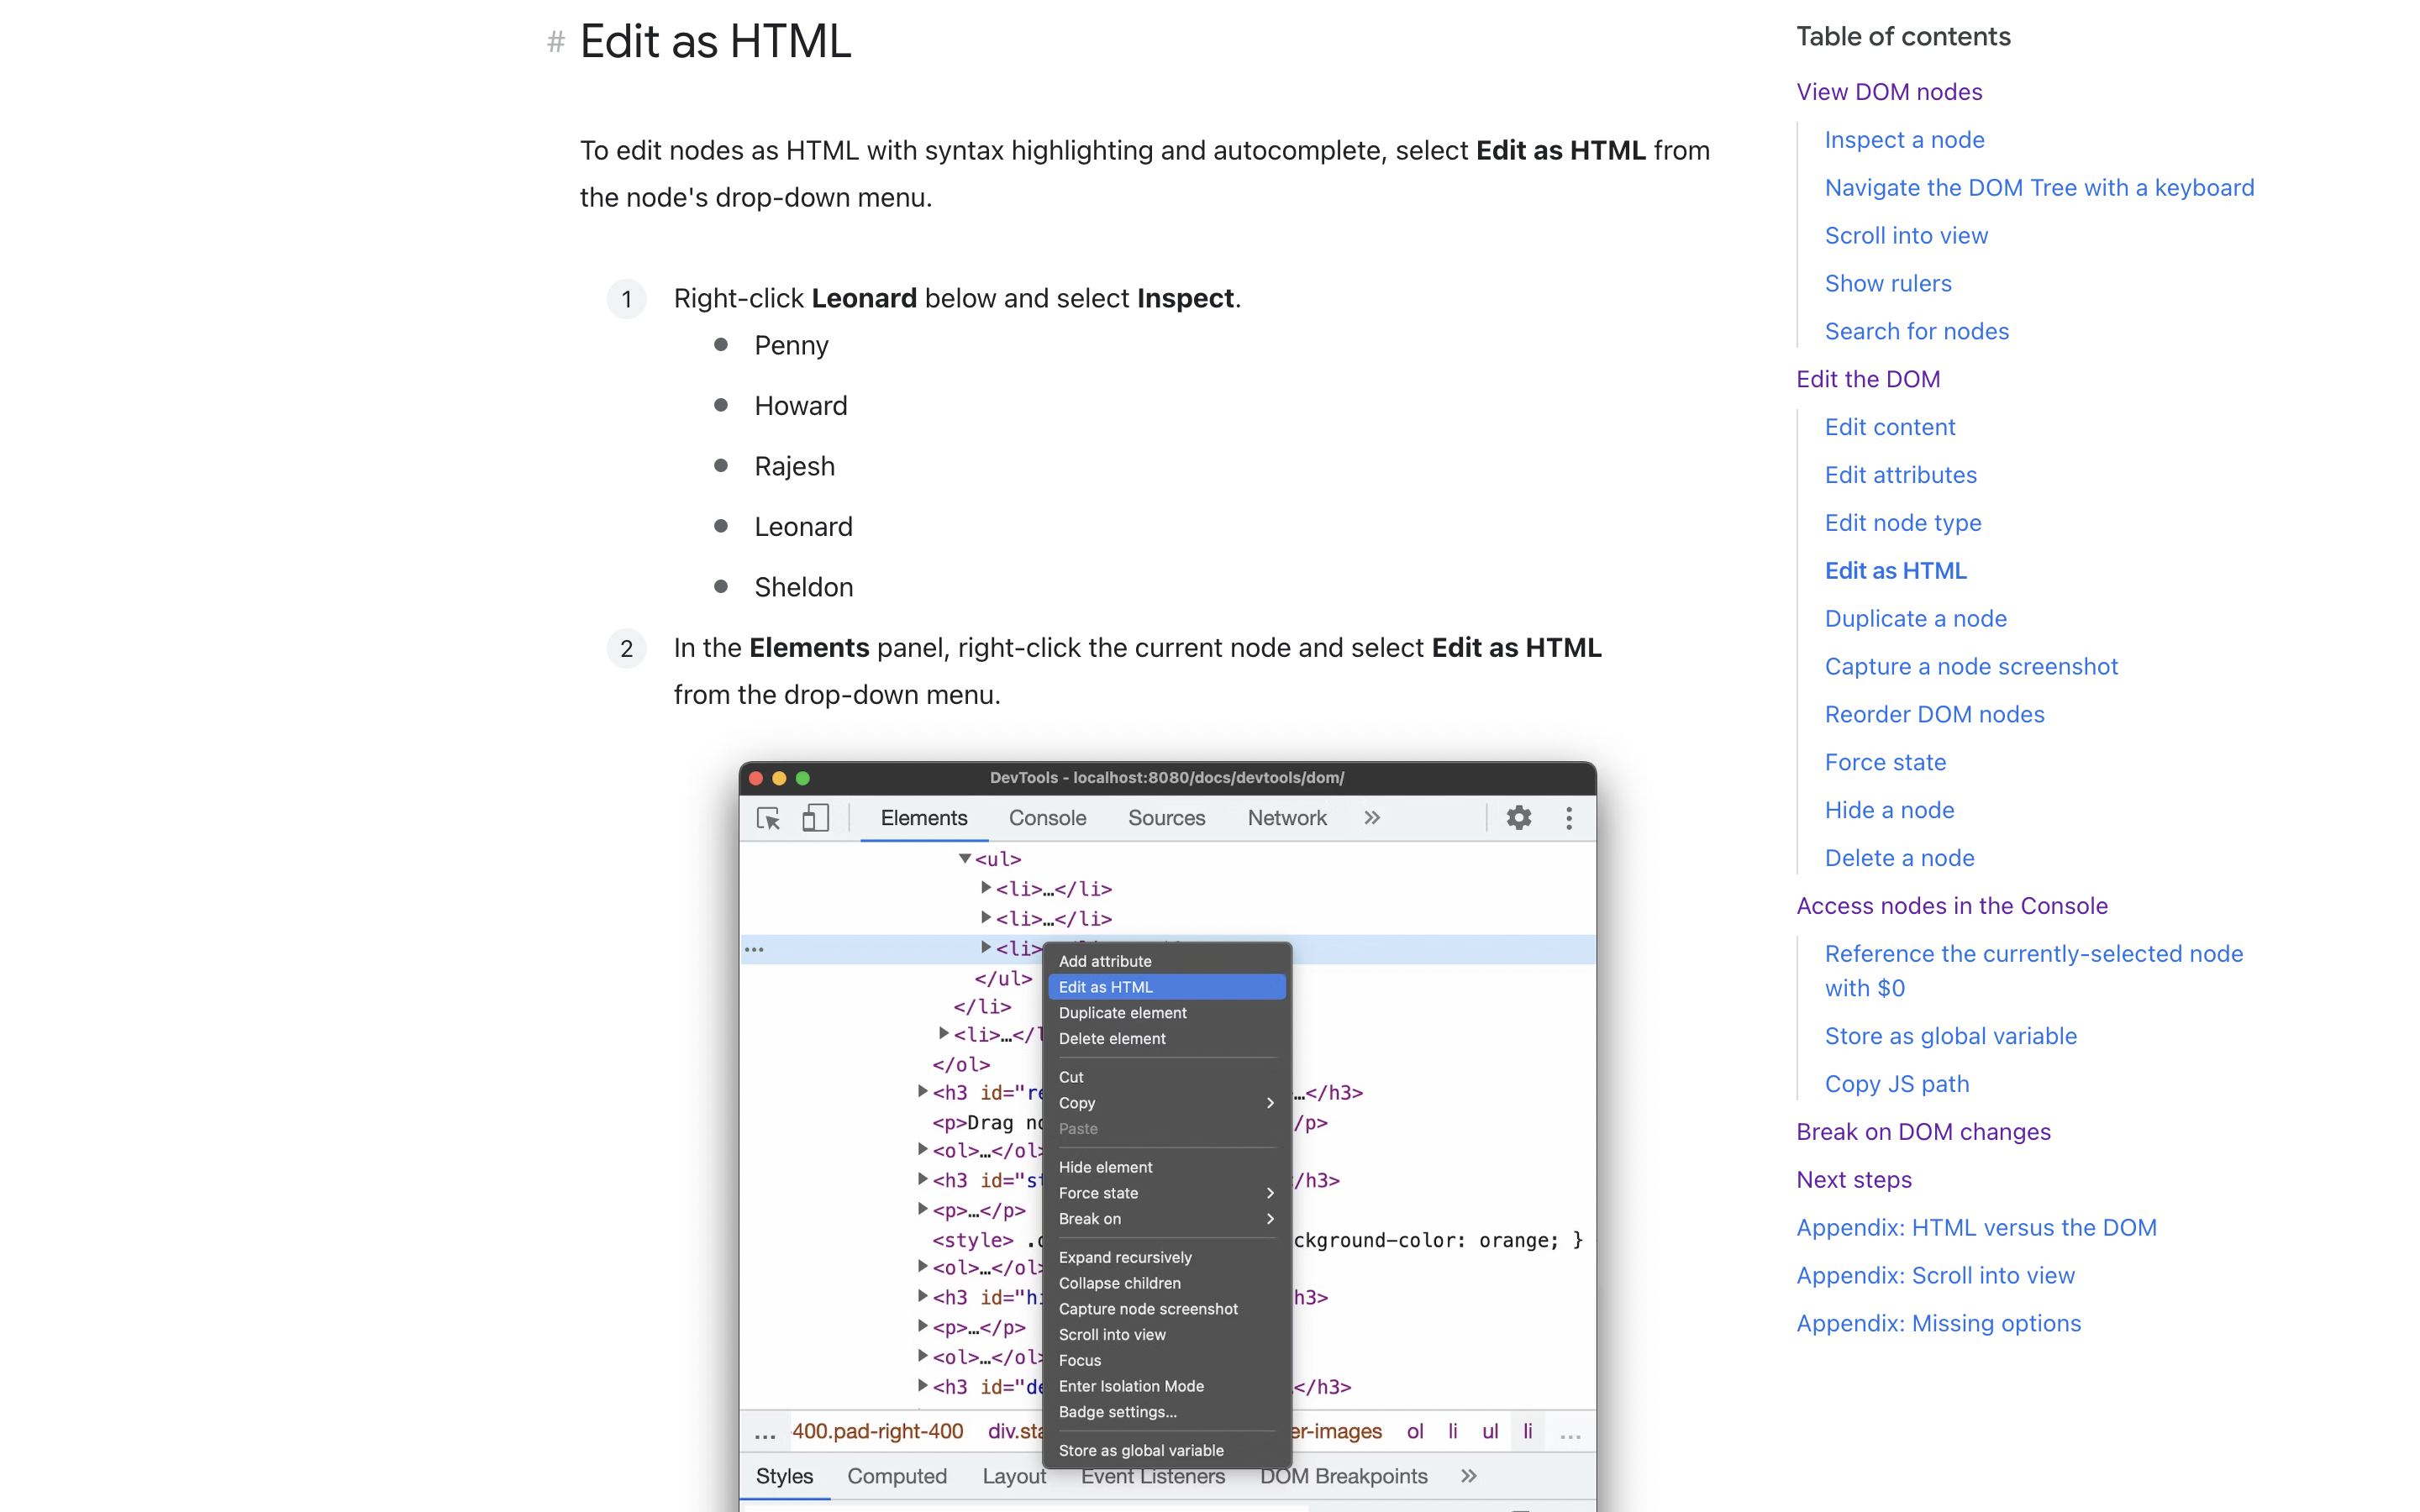 # Edit as HTML
To edit nodes as HTML with syntax highlighting and autocomplete, select Edit as HTML from
the node's drop-down menu.
1 Right-click Leonard below and select Inspect.
Penny
Howard
Rajesh
Leonard
Sheldon
2 In the Elements panel, right-click the current node and select Edit as HTML
from the drop-down menu.
DevTools - localhost:8080/docs/devtools/dom/
Elements Console Sources Network »
<ul>
<li>…</li>
<li>…</li>
<li>
</ul>
</li>
<li>…</l
</ol>
<h3 id="re …</h3>
<p>Drag no /p>
<ol>…</ol>
<h3 id="st /h3>
<p>…</p>
<style> ckground-color: orange; }
<ol>…</ol>
<h3 id="hi h3>
<p>…</p>
<ol>…</ol>
<h3 id="de </h3>
Add attribute
Edit as HTML
Duplicate element
Delete element
Cut
Copy
Paste
Hide element
Force state
Break on
Expand recursively
Collapse children
Capture node screenshot
Scroll into view
Focus
Enter Isolation Mode
Badge settings...
Store as global variable
... 400.pad-right-400 div.sta er-images ol li ul li ...
Styles Computed Layout Event Listeners DOM Breakpoints »
Table of contents
View DOM nodes
Inspect a node
Navigate the DOM Tree with a keyboard
Scroll into view
Show rulers
Search for nodes
Edit the DOM
Edit content
Edit attributes
Edit node type
Edit as HTML
Duplicate a node
Capture a node screenshot
Reorder DOM nodes
Force state
Hide a node
Delete a node
Access nodes in the Console
Reference the currently-selected node
with $0
Store as global variable
Copy JS path
Break on DOM changes
Next steps
Appendix: HTML versus the DOM
Appendix: Scroll into view
Appendix: Missing options